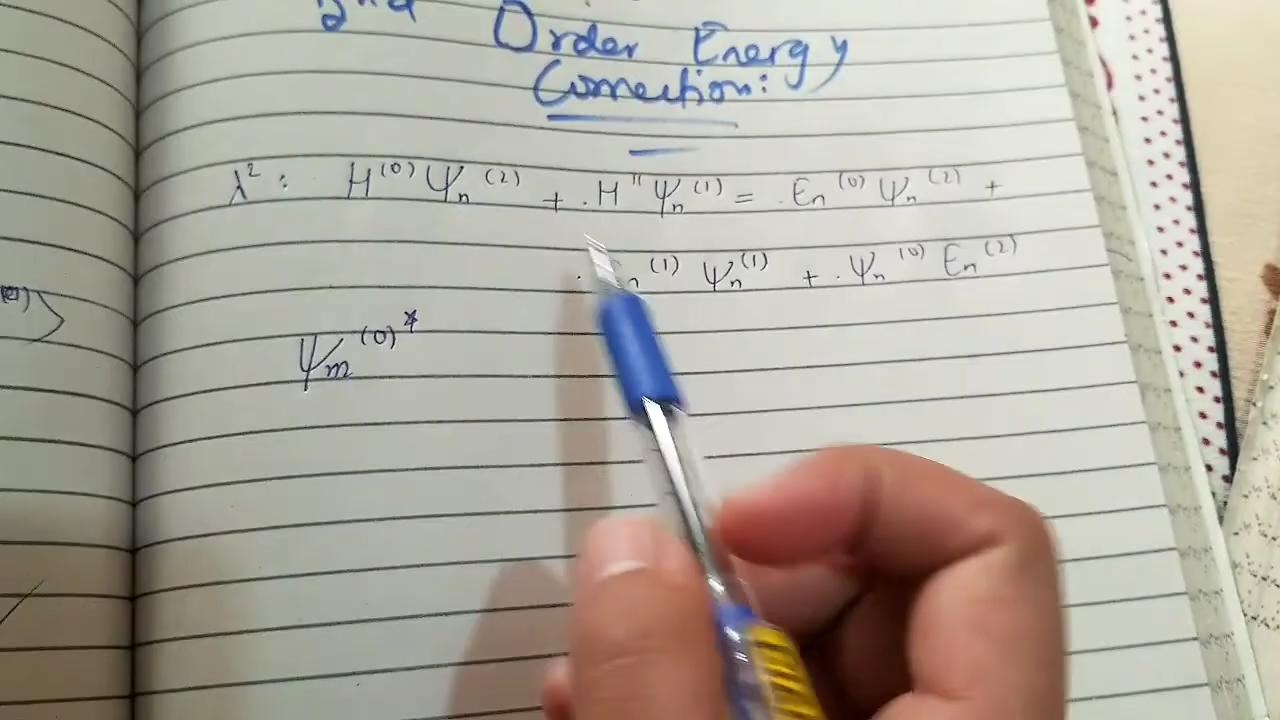 2nd Order Energy
Correction:
λ² : H⁽⁰⁾ Ψₙ⁽²⁾ + H'' Ψₙ⁽¹⁾ = Eₙ⁽⁰⁾ Ψₙ⁽²⁾ +
ₙ⁽¹⁾ Ψₙ⁽¹⁾ + Ψₙ⁽⁰⁾ Eₙ⁽²⁾
Ψₘ⁽⁰⁾*